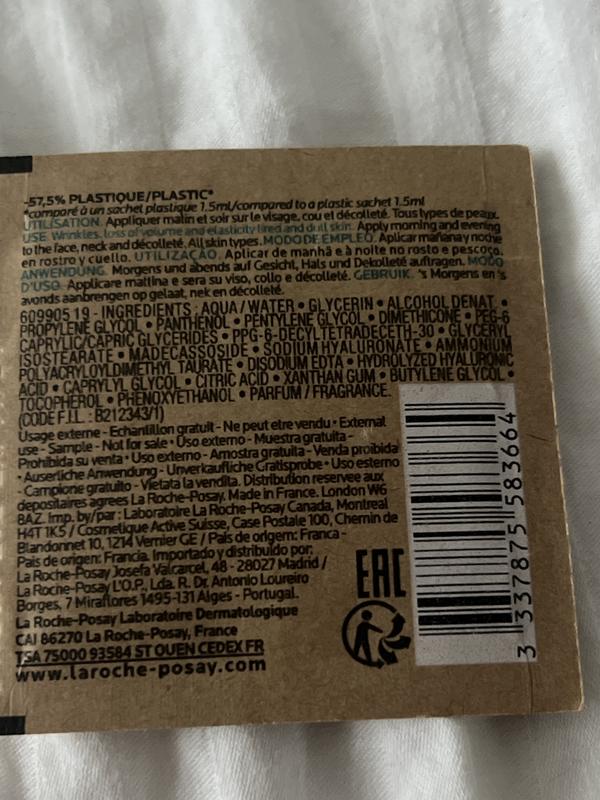 -57,5% PLASTIQUE/PLASTIC*
*comparé à un sachet plastique 1.5ml/compared to a plastic sachet 1.5ml
UTILISATION. Appliquer matin et soir sur le visage, cou et décolleté. Tous types de peaux.
USE Wrinkles, loss of volume and elasticity tired and dull skin. Apply morning and evening
to the face, neck and décolleté. All skin types. MODO DE EMPLEO. Aplicar mañana y noche
en rostro y cuello. UTILIZAÇÃO. Aplicar de manhã e à noite no rosto e pescoço.
ANWENDUNG. Morgens und abends auf Gesicht, Hals und Dekolleté auftragen. MODO
D'USO. Applicare mattina e sera su viso, collo e décolleté. GEBRUIK. 's Morgens en 's
avonds aanbrengen op gelaat, nek en décolleté.
609905 19 - INGREDIENTS : AQUA / WATER • GLYCERIN • ALCOHOL DENAT. •
PROPYLENE GLYCOL • PANTHENOL • PENTYLENE GLYCOL • DIMETHICONE • PEG-6
CAPRYLIC/CAPRIC GLYCERIDES • PPG-6-DECYLTETRADECETH-30 • GLYCERYL
ISOSTEARATE • MADECASSOSIDE • SODIUM HYALURONATE • AMMONIUM
POLYACRYLOYLDIMETHYL TAURATE • DISODIUM EDTA • HYDROLYZED HYALURONIC
ACID • CAPRYLYL GLYCOL • CITRIC ACID • XANTHAN GUM • BUTYLENE GLYCOL •
TOCOPHEROL • PHENOXYETHANOL • PARFUM / FRAGRANCE.
(CODE F.I.L. : B212343/1)
Usage externe - Echantillon gratuit - Ne peut etre vendu • External
use - Sample - Not for sale • Uso externo - Muestra gratuita -
Prohibida su venta • Uso externo - Amostra gratuita - Venda proibida
• Auserliche Anwendung - Unverkaufliche Gratisprobe • Uso esterno
- Campione gratuito - Vietata la vendita. Distribution reservee aux
depositaires agrees La Roche-Posay. Made in France. London W6
8AZ. Imp. by/par : Laboratoire La Roche-Posay Canada, Montreal
H4T 1K5 / Cosmetique Active Suisse, Case Postale 100, Chemin de
Blandonnet 10, 1214 Vernier GE / País de origem: Franca -
Pais de origen: Francia. Importado y distribuido por:
La Roche-Posay Josefa Valcarcel, 48 - 28027 Madrid /
La Roche-Posay L'O.P., Lda. R. Dr. Antonio Loureiro
Borges, 7 Miraflores 1495-131 Alges - Portugal.
La Roche-Posay Laboratoire Dermatologique
CAI 86270 La Roche-Posay, France
TSA 75000 93584 ST OUEN CEDEX FR
www.laroche-posay.com
EAC
3 337875 583664